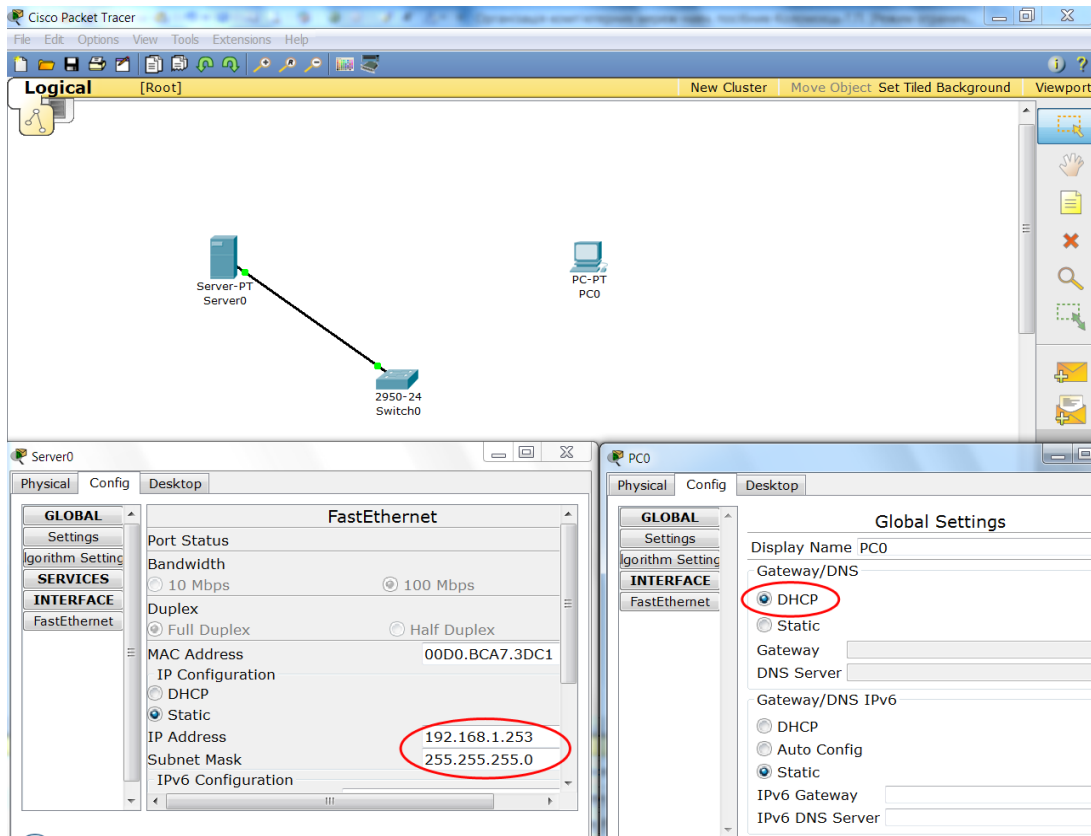 Cisco Packet Tracer
File Edit Options View Tools Extensions Help
Logical [Root] New Cluster Move Object Set Tiled Background Viewport
Server-PT
Server0
PC-PT
PC0
2950-24
Switch0
Server0
Physical Config Desktop
GLOBAL
Settings
lgorithm Setting
SERVICES
INTERFACE
FastEthernet
FastEthernet
Port Status
Bandwidth
10 Mbps 100 Mbps
Duplex
Full Duplex Half Duplex
MAC Address 00D0.BCA7.3DC1
IP Configuration
DHCP
Static
IP Address 192.168.1.253
Subnet Mask 255.255.255.0
IPv6 Configuration
PC0
Physical Config Desktop
GLOBAL
Settings
lgorithm Setting
INTERFACE
FastEthernet
Global Settings
Display Name PC0
Gateway/DNS
DHCP
Static
Gateway
DNS Server
Gateway/DNS IPv6
DHCP
Auto Config
Static
IPv6 Gateway
IPv6 DNS Server